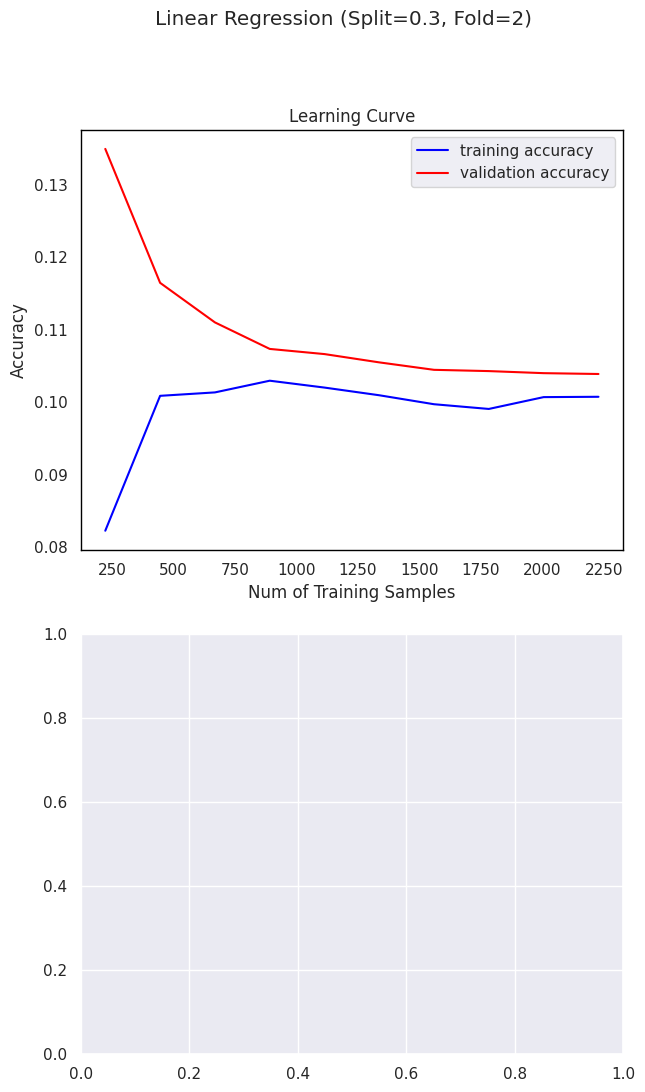 Linear Regression (Split=0.3, Fold=2)
Learning Curve
training accuracy
validation accuracy
Accuracy
0.13
0.12
0.11
0.10
0.09
0.08
250 500 750 1000 1250 1500 1750 2000 2250
Num of Training Samples
1.0
0.8
0.6
0.4
0.2
0.0
0.0 0.2 0.4 0.6 0.8 1.0